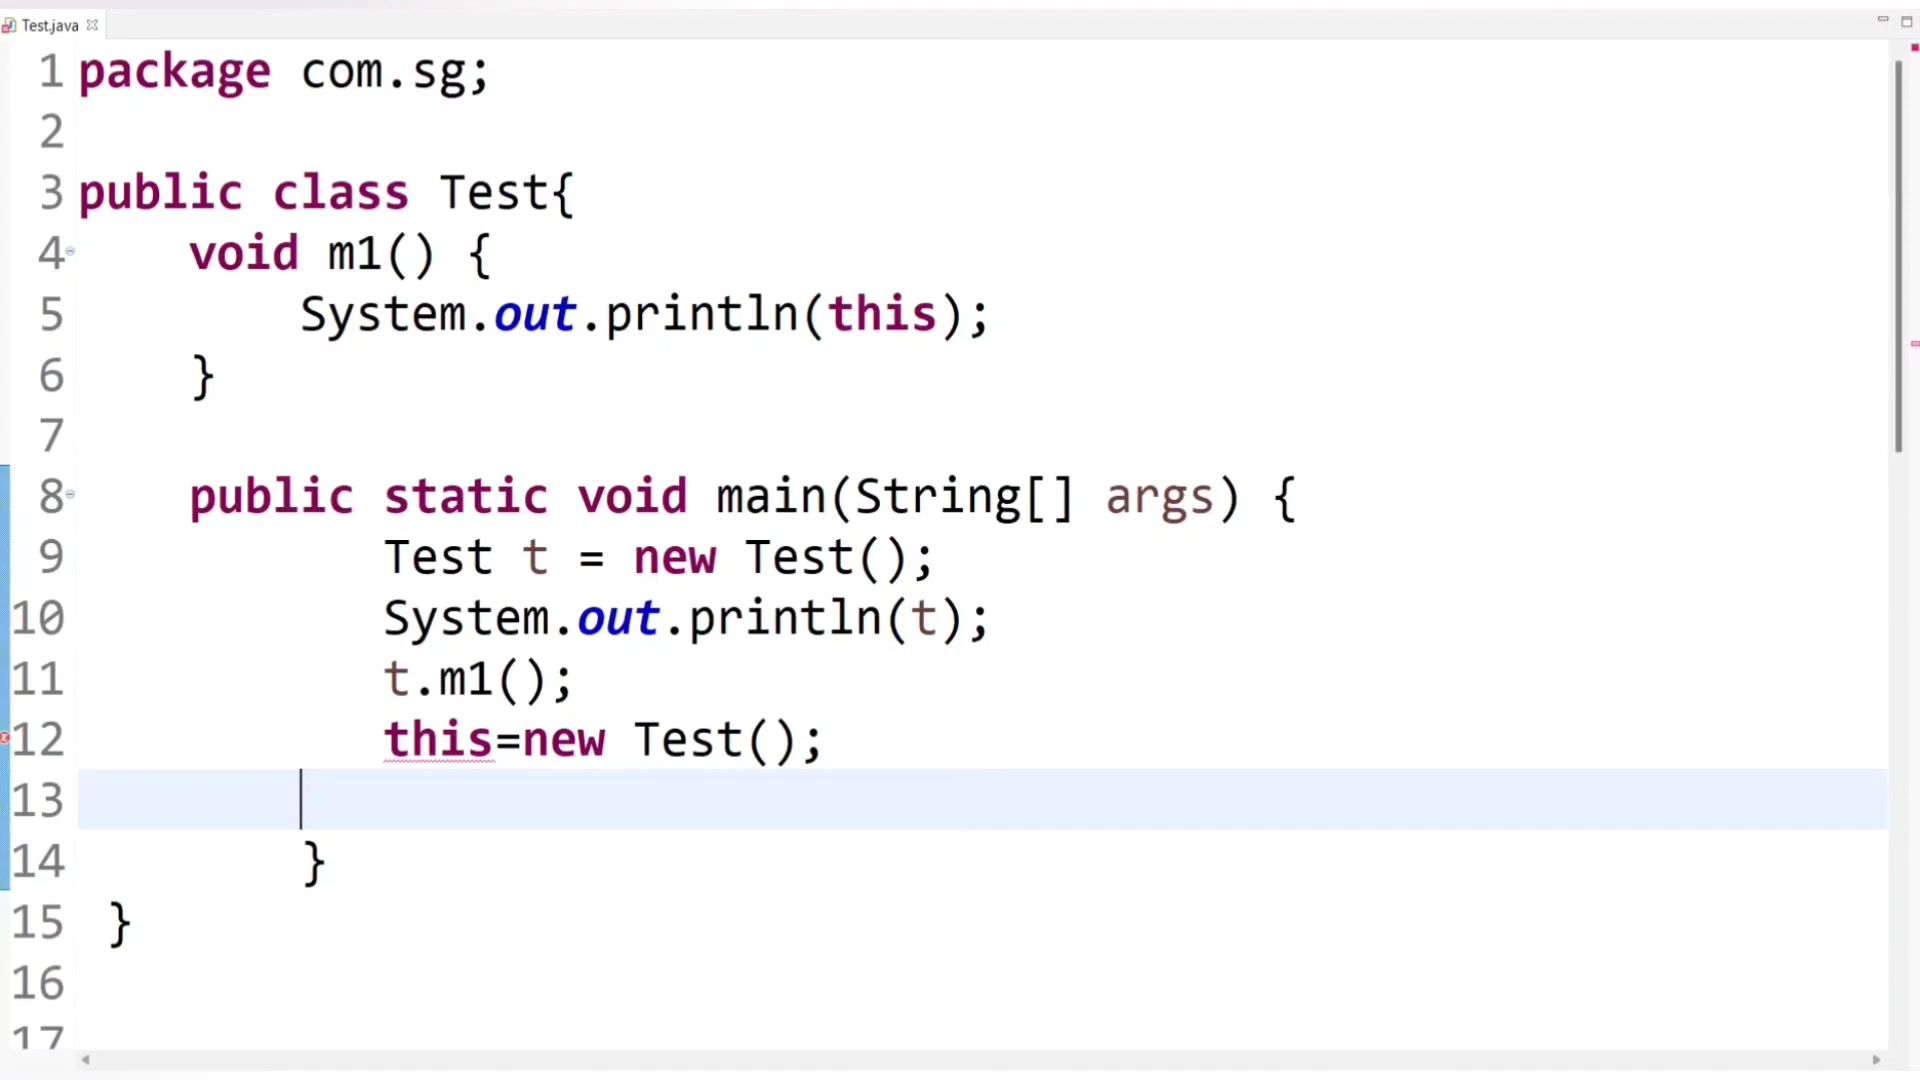 Test.java
1 package com.sg;
2
3 public class Test{
4 void m1() {
5 System.out.println(this);
6 }
7
8 public static void main(String[] args) {
9 Test t = new Test();
10 System.out.println(t);
11 t.m1();
12 this=new Test();
13
14 }
15 }
16
17